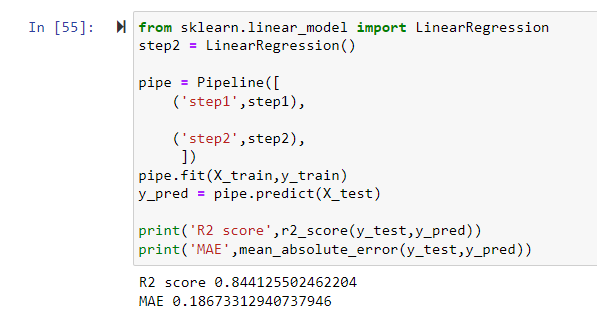 In [55]:
from sklearn.linear_model import LinearRegression
step2 = LinearRegression()
pipe = Pipeline([
('step1',step1),
('step2',step2),
])
pipe.fit(X_train,y_train)
y_pred = pipe.predict(X_test)
print('R2 score',r2_score(y_test,y_pred))
print('MAE',mean_absolute_error(y_test,y_pred))
R2 score 0.844125502462204
MAE 0.18673312940737946